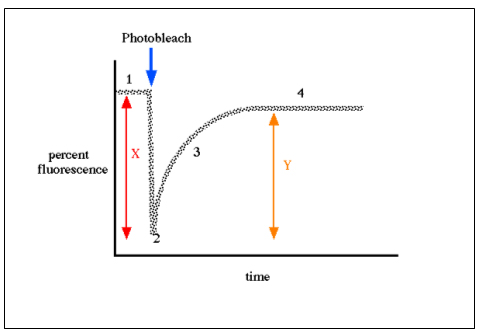 Photobleach
1
4
X
3
percent
fluorescence
Y
2
time